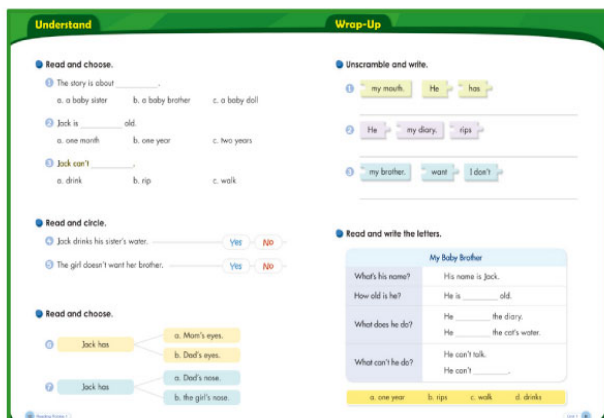 Understand
Read and choose.
1 The story is about ________.
a. a baby sister b. a baby brother c. a baby doll
2 Jack is ________ old.
a. one month b. one year c. two years
3 Jack can't ________.
a. drink b. rip c. walk
Read and circle.
4 Jack drinks his sister's water. Yes No
5 The girl doesn't want her brother. Yes No
Read and choose.
6 Jack has
a. Mom's eyes.
b. Dad's eyes.
7 Jack has
a. Dad's nose.
b. the girl's nose.
Wrap-Up
Unscramble and write.
1 my mouth. He has
2 He my diary. rips
3 my brother. want I don't
Read and write the letters.
My Baby Brother
What's his name? His name is Jack.
How old is he? He is ________ old.
What does he do? He ________ the diary.
He ________ the cat's water.
What can't he do? He can't talk.
He can't ________.
a. one year b. rips c. walk d. drinks